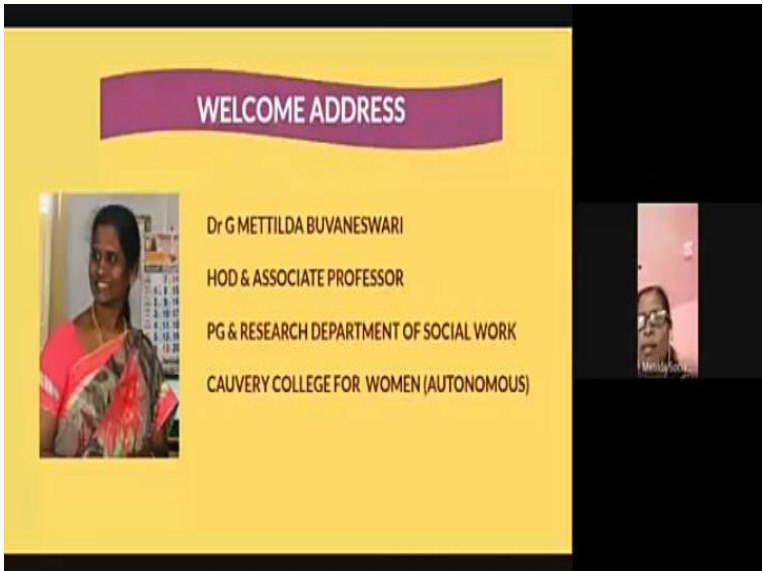 WELCOME ADDRESS
Dr G METTILDA BUVANESWARI
HOD & ASSOCIATE PROFESSOR
PG & RESEARCH DEPARTMENT OF SOCIAL WORK
CAUVERY COLLEGE FOR WOMEN (AUTONOMOUS)